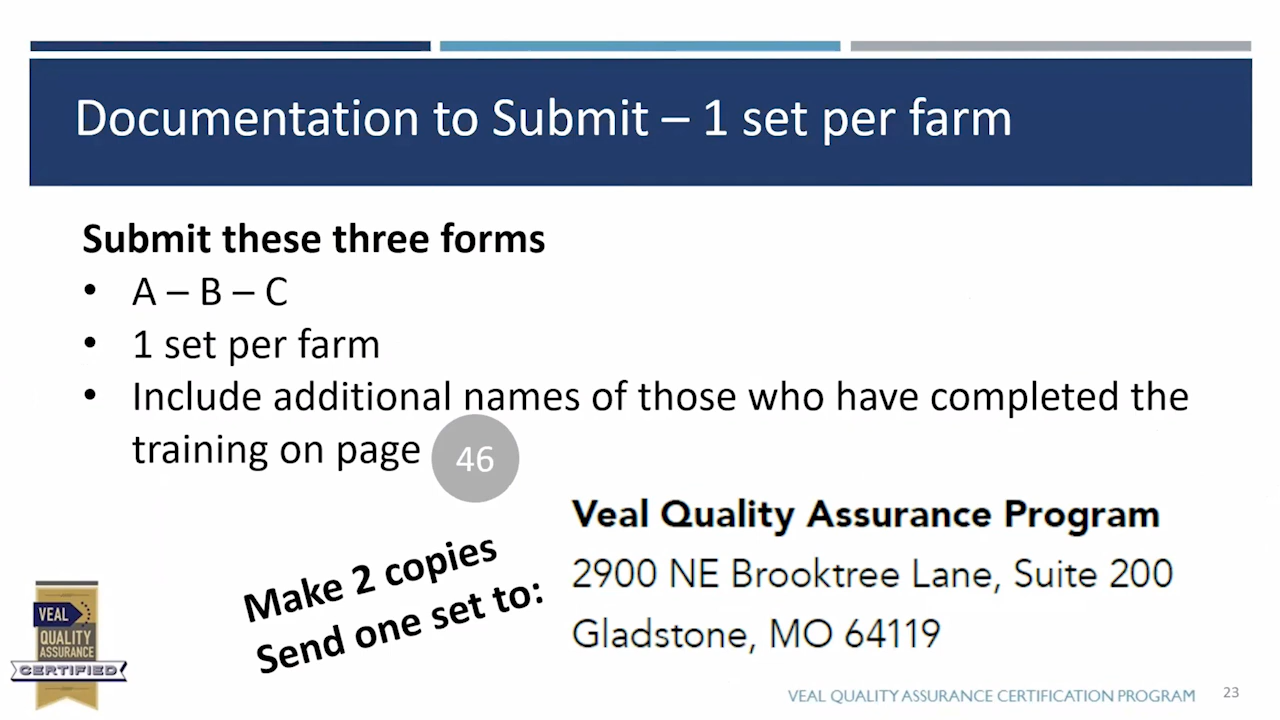 Documentation to Submit – 1 set per farm
Submit these three forms
• A – B – C
• 1 set per farm
• Include additional names of those who have completed the
training on page 46
Make 2 copies
Send one set to:
Veal Quality Assurance Program
2900 NE Brooktree Lane, Suite 200
Gladstone, MO 64119
VEAL
QUALITY
ASSURANCE
CERTIFIED
VEAL QUALITY ASSURANCE CERTIFICATION PROGRAM
23